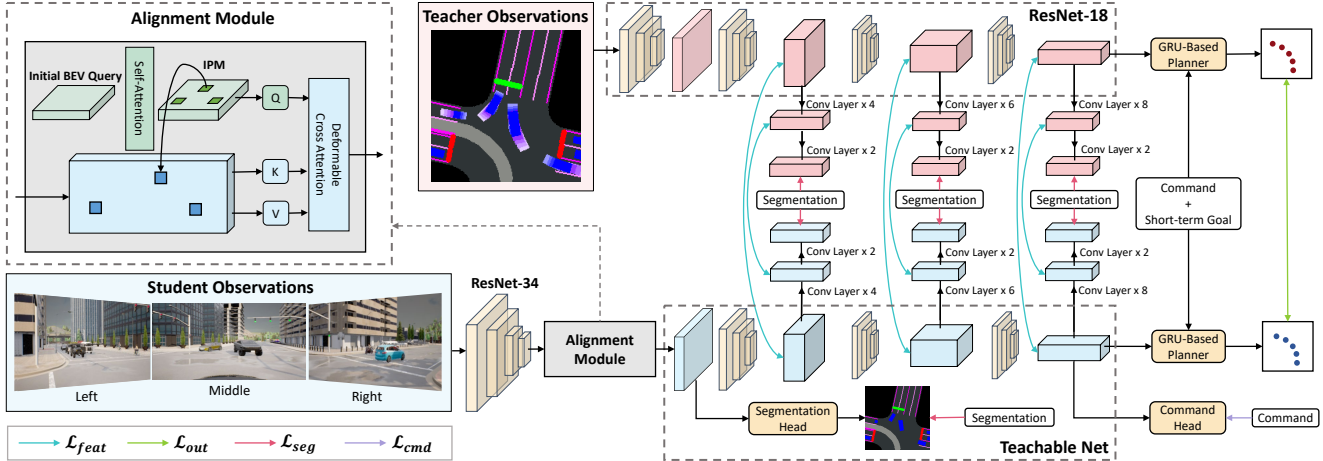 Alignment Module
Initial BEV Query
Self-Attention
IPM
Q
K
V
Deformable
Cross Attention
Teacher Observations
ResNet-18
GRU-Based
Planner
Conv Layer x 4
Conv Layer x 6
Conv Layer x 8
Conv Layer x 2
Conv Layer x 2
Conv Layer x 2
Segmentation
Segmentation
Segmentation
Command
+
Short-term Goal
Conv Layer x 2
Conv Layer x 2
Conv Layer x 2
Conv Layer x 4
Conv Layer x 6
Conv Layer x 8
Student Observations
Left
Middle
Right
ResNet-34
Alignment
Module
GRU-Based
Planner
Segmentation
Head
Segmentation
Command
Head
Command
Teachable Net
ℒfeat
ℒout
ℒseg
ℒcmd